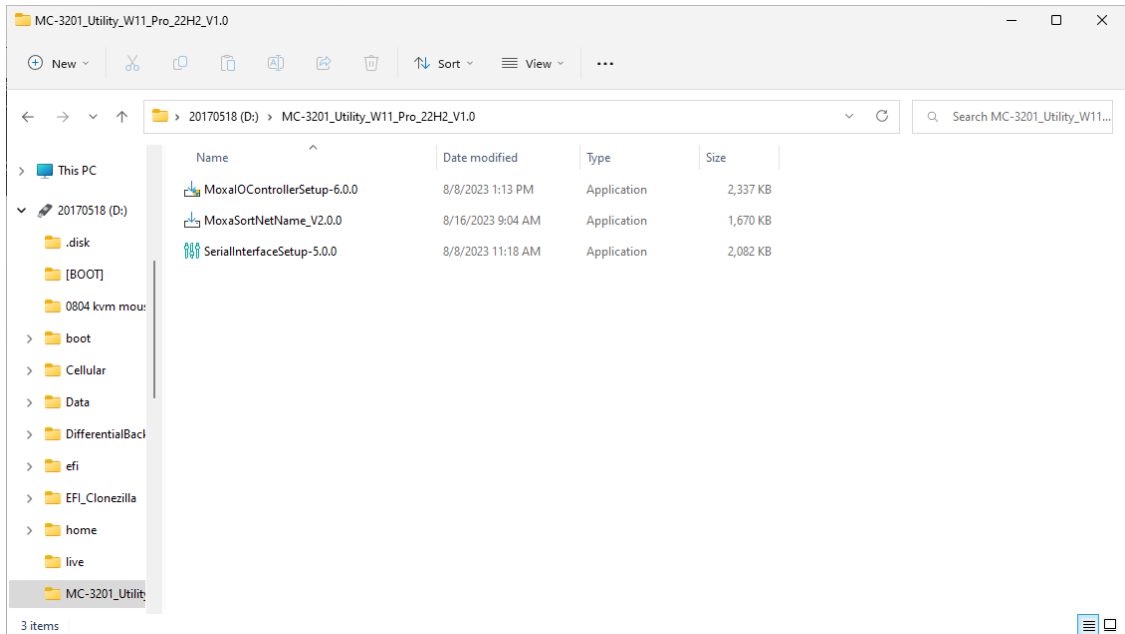 MC-3201_Utility_W11_Pro_22H2_V1.0
New Sort View
20170518 (D:) > MC-3201_Utility_W11_Pro_22H2_V1.0 Search MC-3201_Utility_W11...
Name Date modified Type Size
This PC
20170518 (D:)
.disk
[BOOT]
0804 kvm mou
boot
Cellular
Data
DifferentialBack
efi
EFI_Clonezilla
home
live
MC-3201_Utilit
MoxaIOControllerSetup-6.0.0 8/8/2023 1:13 PM Application 2,337 KB
MoxaSortNetName_V2.0.0 8/16/2023 9:04 AM Application 1,670 KB
SerialInterfaceSetup-5.0.0 8/8/2023 11:18 AM Application 2,082 KB
3 items